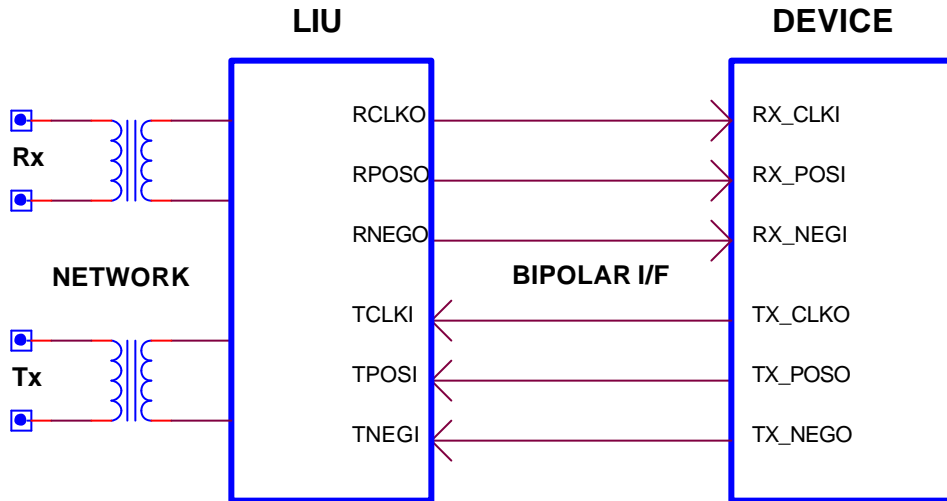 LIU
DEVICE
RCLKO
RX_CLKI
Rx
RPOSO
RX_POSI
RNEGO
RX_NEGI
NETWORK
BIPOLAR I/F
TCLKI
TX_CLKO
Tx
TPOSI
TX_POSO
TNEGI
TX_NEGO